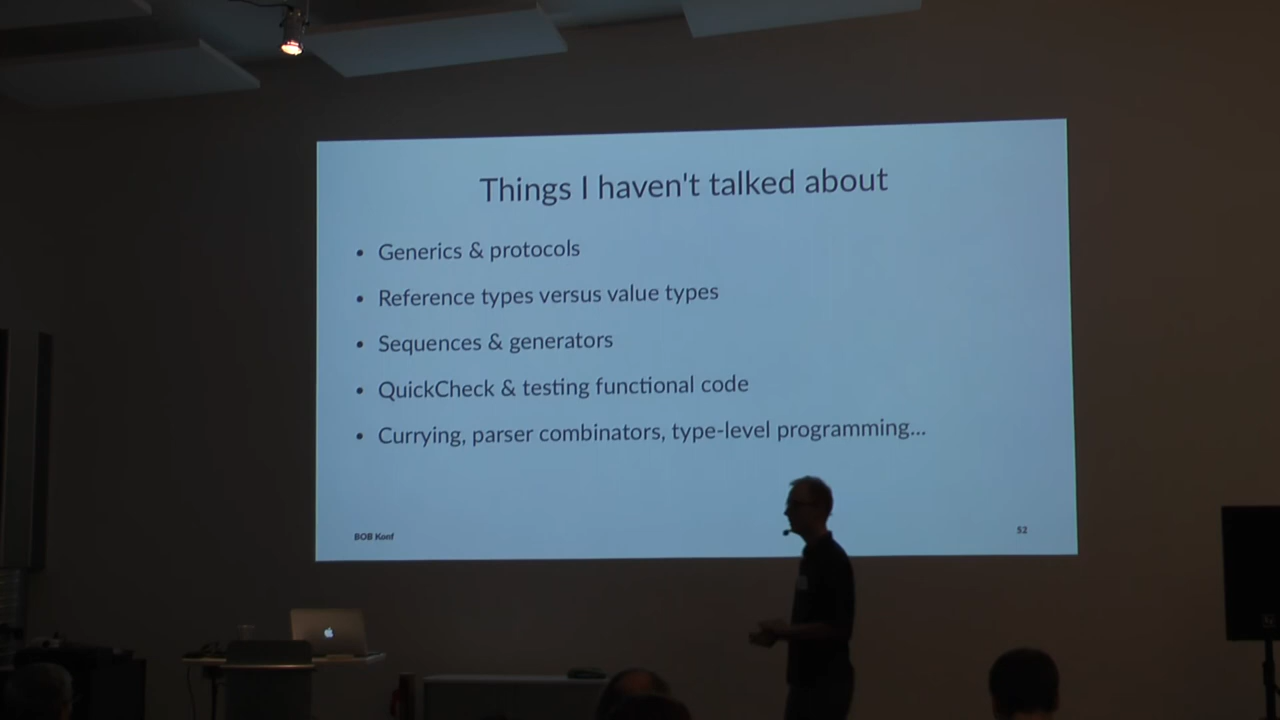 Things I haven't talked about
• Generics & protocols
• Reference types versus value types
• Sequences & generators
• QuickCheck & testing functional code
• Currying, parser combinators, type-level programming...
BOB Konf
52